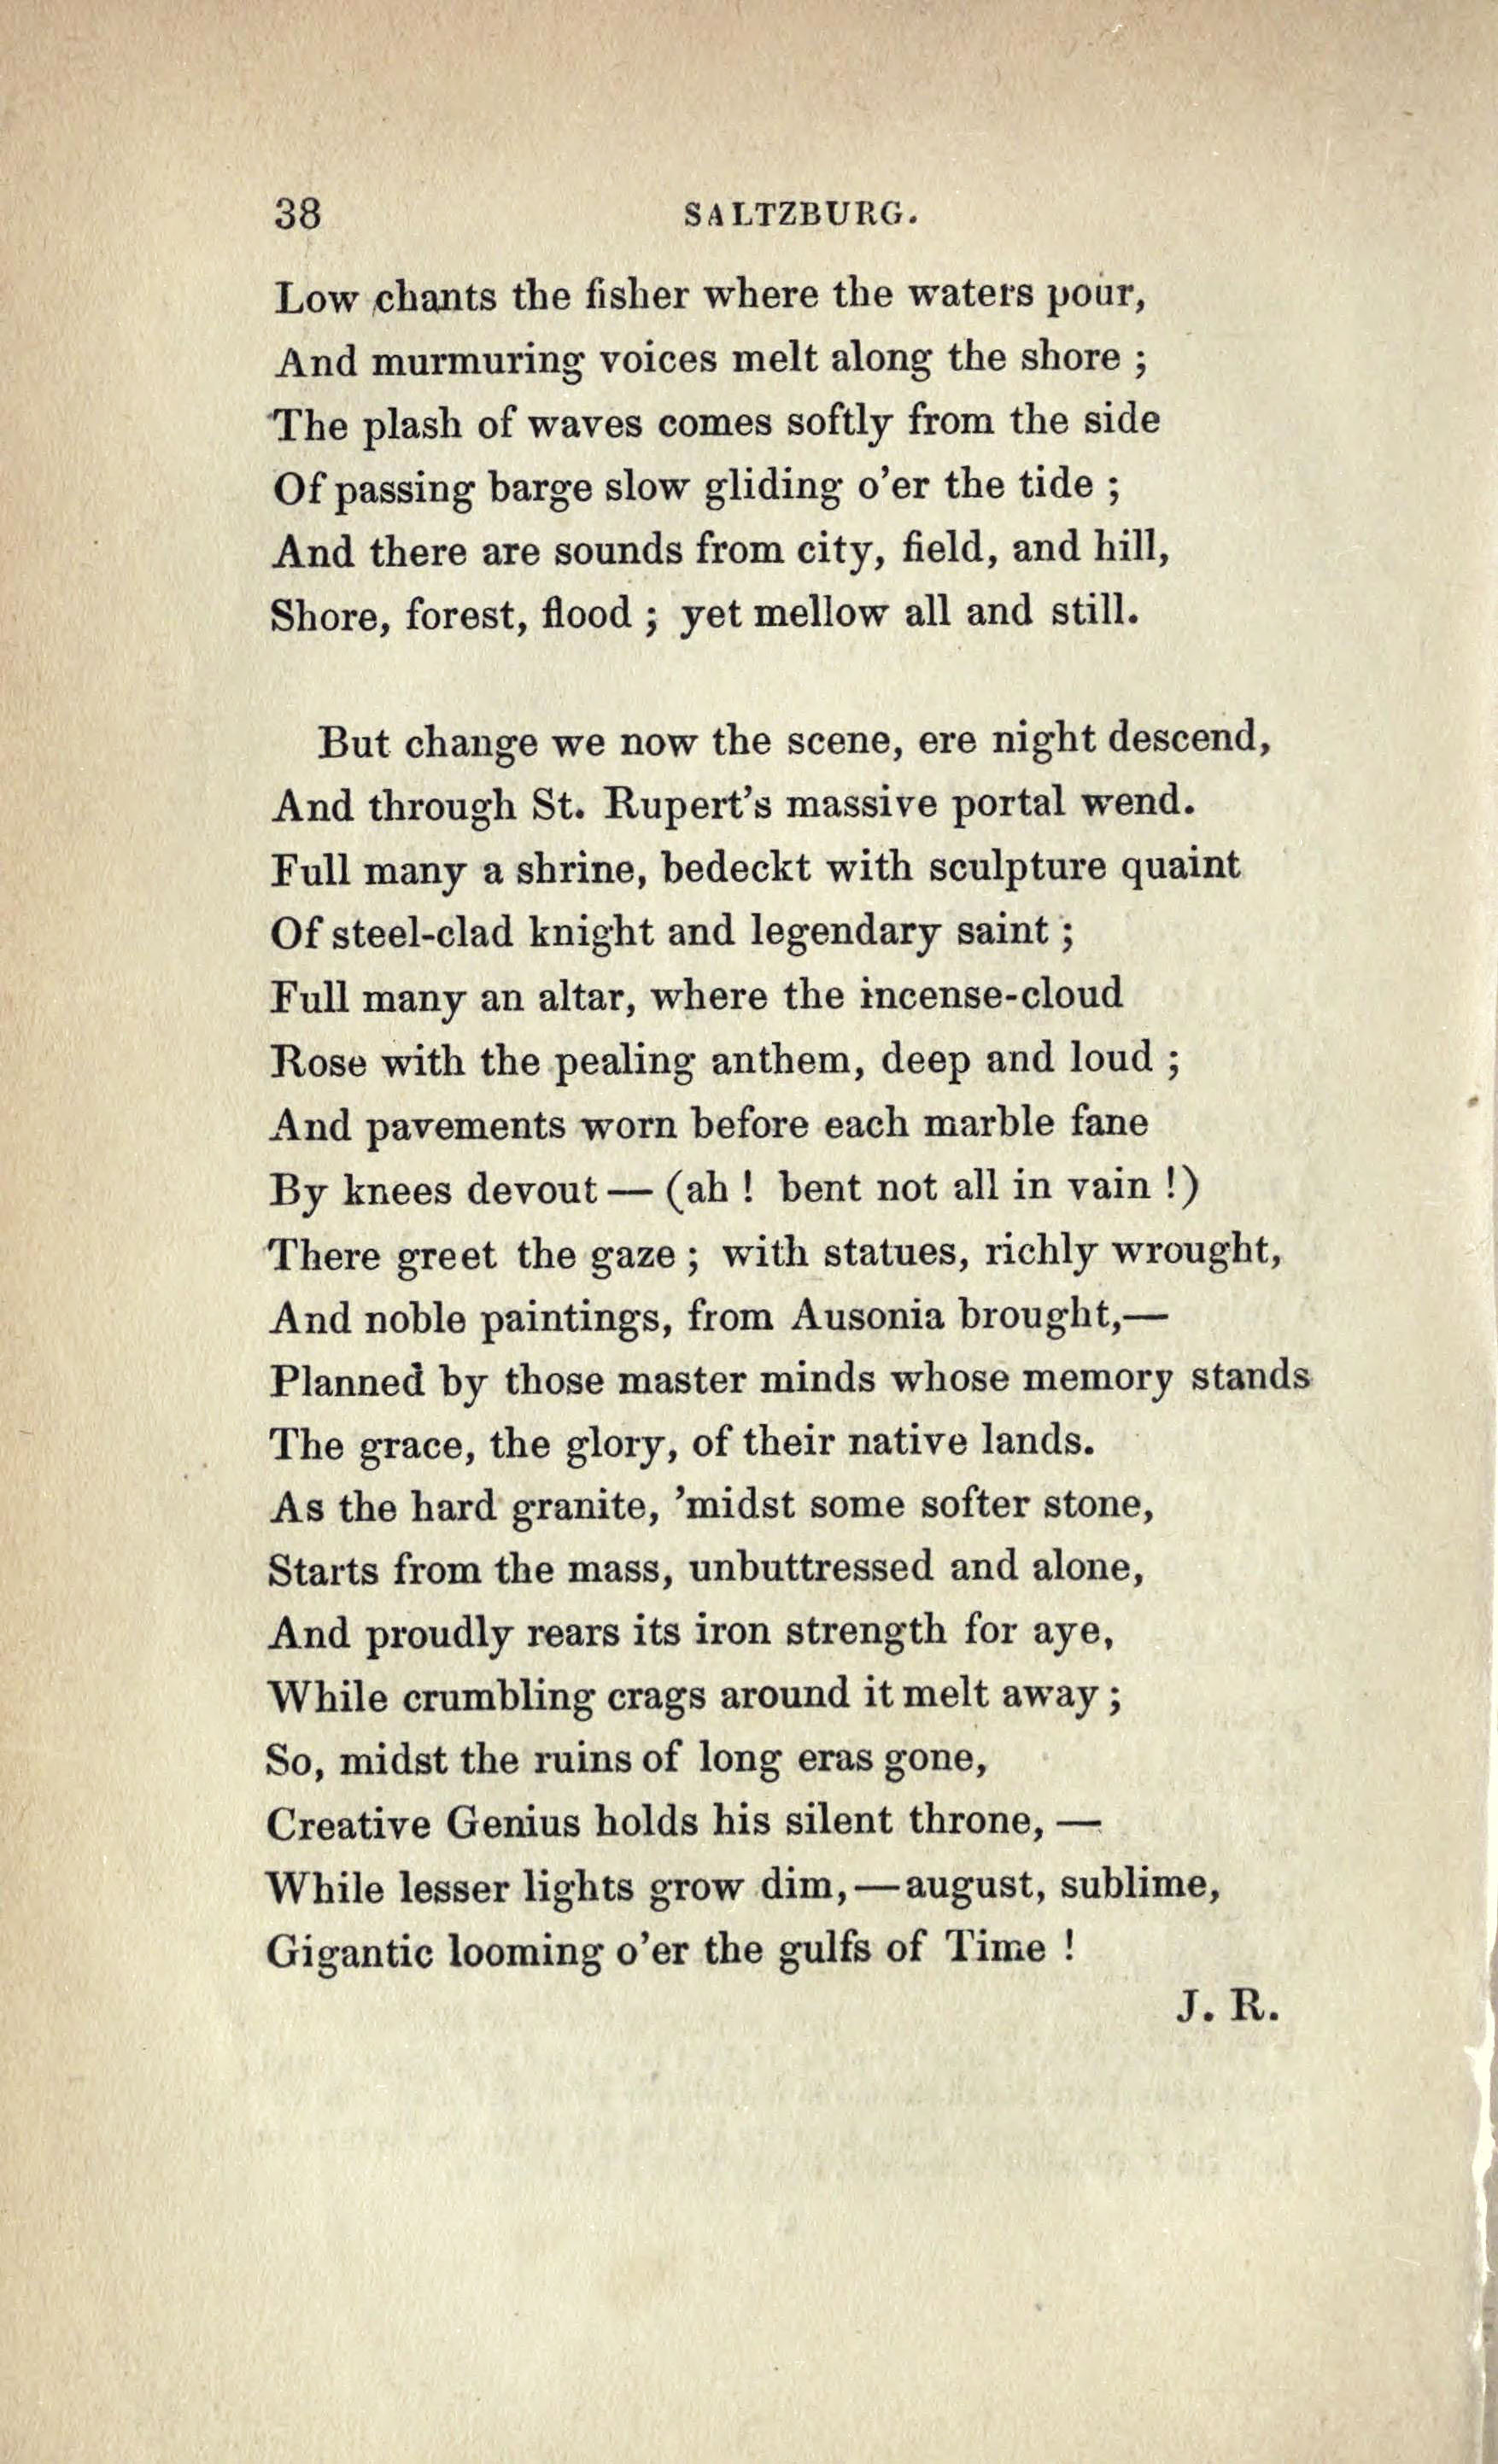 38 SALTZBURG.
Low chants the fisher where the waters pour,
And murmuring voices melt along the shore ;
The plash of waves comes softly from the side
Of passing barge slow gliding o'er the tide ;
And there are sounds from city, field, and hill,
Shore, forest, flood ; yet mellow all and still.
But change we now the scene, ere night descend,
And through St. Rupert's massive portal wend.
Full many a shrine, bedeckt with sculpture quaint
Of steel-clad knight and legendary saint ;
Full many an altar, where the incense-cloud
Rose with the pealing anthem, deep and loud ;
And pavements worn before each marble fane
By knees devout — (ah ! bent not all in vain !)
There greet the gaze ; with statues, richly wrought,
And noble paintings, from Ausonia brought,—
Planned by those master minds whose memory stands
The grace, the glory, of their native lands.
As the hard granite, 'midst some softer stone,
Starts from the mass, unbuttressed and alone,
And proudly rears its iron strength for aye,
While crumbling crags around it melt away ;
So, midst the ruins of long eras gone,
Creative Genius holds his silent throne, —
While lesser lights grow dim, — august, sublime,
Gigantic looming o'er the gulfs of Time !
J. R.